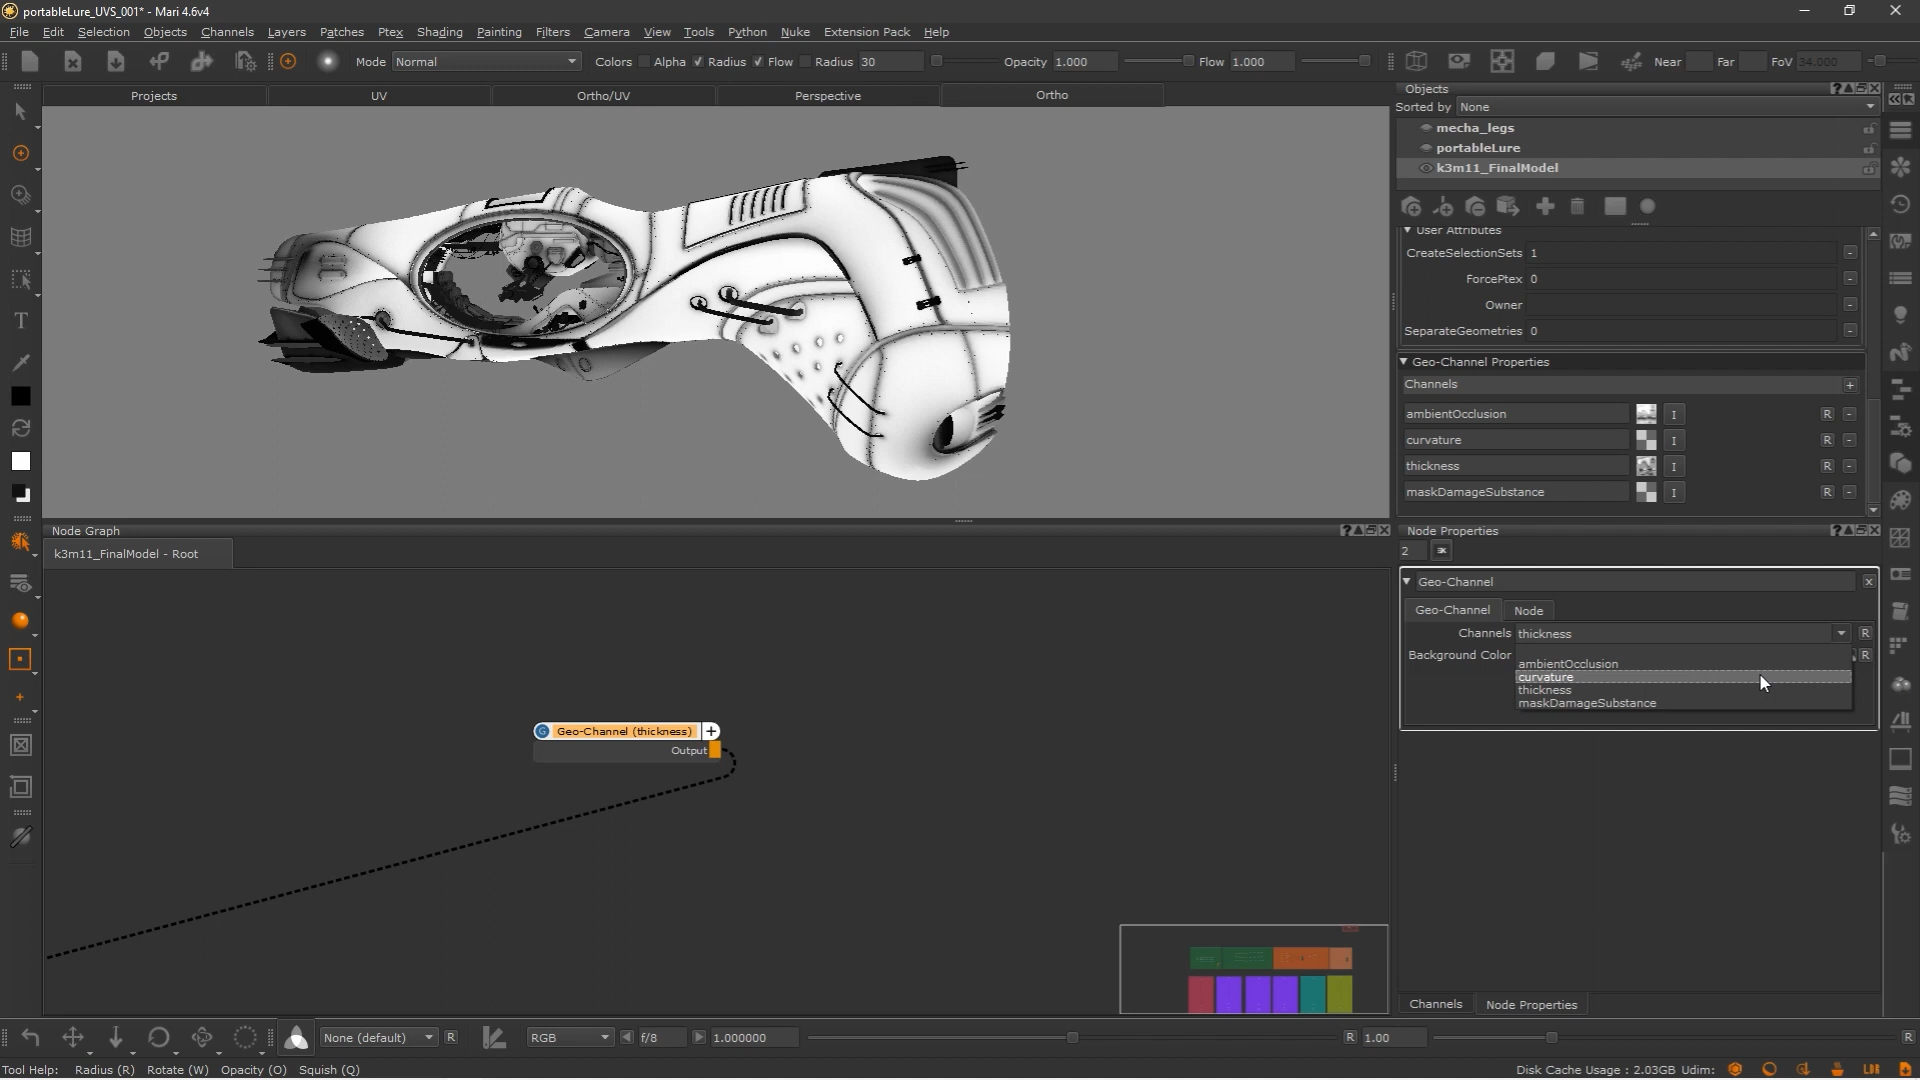 portableLure_UVS_001* - Mari 4.6v4
File Edit Selection Objects Channels Layers Patches Ptex Shading Painting Filters Camera View Tools Python Nuke Extension Pack Help
Mode Normal Colors Alpha Radius Flow Radius 30 Opacity 1.000 Flow 1.000 Near Far FoV 34.000
Projects UV Ortho/UV Perspective Ortho
Objects
Sorted by None
mecha_legs
portableLure
k3m11_FinalModel
User Attributes
CreateSelectionSets 1
ForcePtex 0
Owner
SeparateGeometries 0
Geo-Channel Properties
Channels
ambientOcclusion I R
curvature I R
thickness I R
maskDamageSubstance I R
Node Graph
k3m11_FinalModel - Root
Geo-Channel (thickness)
Output
Node Properties
2
Geo-Channel
Geo-Channel Node
Channels thickness R
Background Color R
ambientOcclusion
curvature
thickness
maskDamageSubstance
Channels Node Properties
None (default) R RGB f/8 1.000000 R 1.00 R
Tool Help: Radius (R) Rotate (W) Opacity (O) Squish (Q) Disk Cache Usage : 2.03GB Udim: